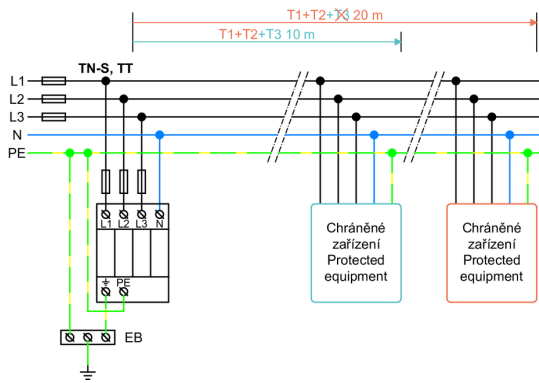 T1+T2+T3 20 m
T1+T2+T3 10 m
TN-S, TT
L1
L2
L3
N
PE
L1 L2 L3 N
PE
EB
Chráněné
zařízení
Protected
equipment
Chráněné
zařízení
Protected
equipment